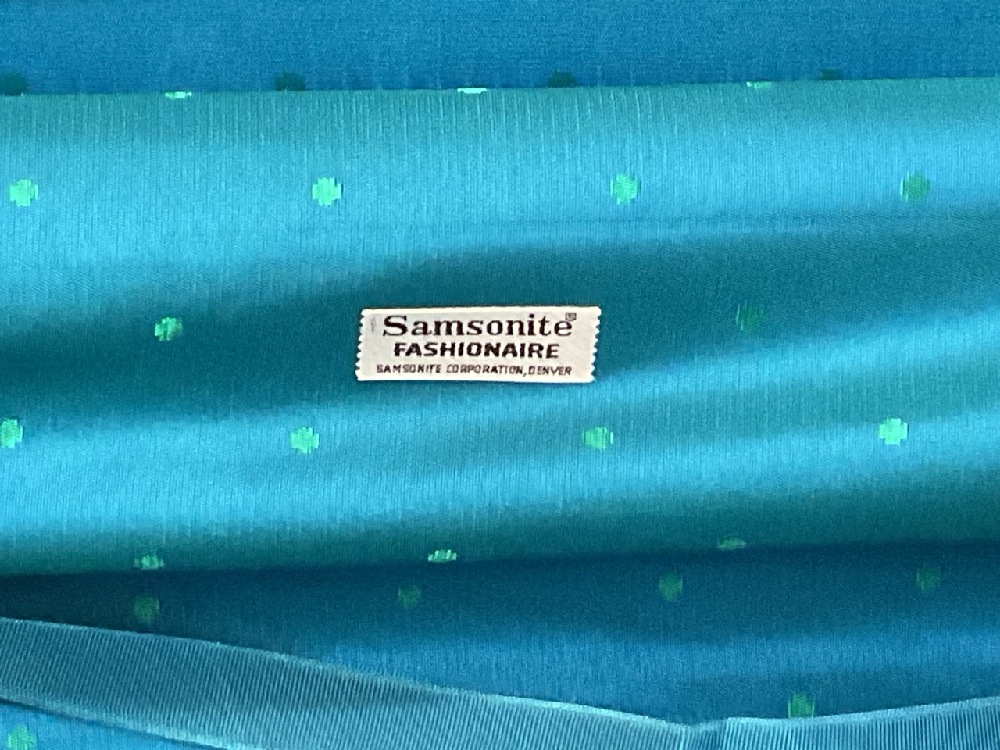 Samsonite®
FASHIONAIRE
SAMSONITE CORPORATION, DENVER